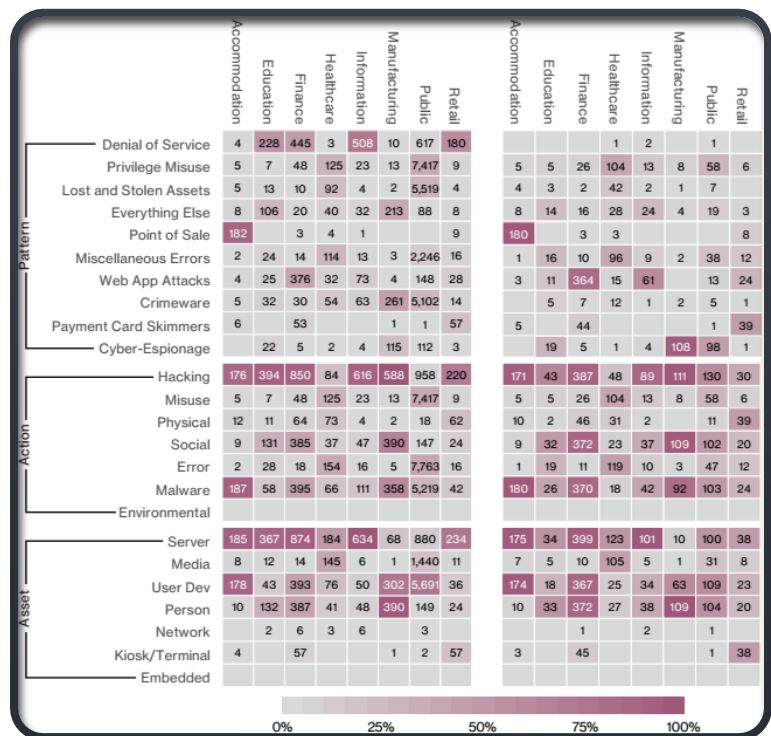 Accommodation Education Finance Healthcare Information Manufacturing Public Retail Accommodation Education Finance Healthcare Information Manufacturing Public Retail
Pattern
Denial of Service 4 228 445 3 508 10 617 180 1 2 1
Privilege Misuse 5 7 48 125 23 13 7,417 9 5 5 26 104 13 8 58 6
Lost and Stolen Assets 5 13 10 92 4 2 5,519 4 4 3 2 42 2 1 7
Everything Else 8 106 20 40 32 213 88 8 8 14 16 28 24 4 19 3
Point of Sale 182 3 4 1 9 180 3 3 8
Miscellaneous Errors 2 24 14 114 13 3 2,246 16 1 16 10 96 9 2 38 12
Web App Attacks 4 25 376 32 73 4 148 28 3 11 364 15 61 13 24
Crimeware 5 32 30 54 63 261 5,102 14 5 7 12 1 2 5 1
Payment Card Skimmers 6 53 1 1 57 5 44 1 39
Cyber-Espionage 22 5 2 4 115 112 3 19 5 1 4 108 98 1
Action
Hacking 176 394 850 84 616 588 958 220 171 43 387 48 89 111 130 30
Misuse 5 7 48 125 23 13 7,417 9 5 5 26 104 13 8 58 6
Physical 12 11 64 73 4 2 18 62 10 2 46 31 2 11 39
Social 9 131 385 37 47 390 147 24 9 32 372 23 37 109 102 20
Error 2 28 18 154 16 5 7,763 16 1 19 11 119 10 3 47 12
Malware 187 58 395 66 111 358 5,219 42 180 26 370 18 42 92 103 24
Environmental
Asset
Server 185 367 874 184 634 68 880 234 175 34 399 123 101 10 100 38
Media 8 12 14 145 6 1 1,440 11 7 5 10 105 5 1 31 8
User Dev 178 43 393 76 50 302 5,691 36 174 18 367 25 34 63 109 23
Person 10 132 387 41 48 390 149 24 10 33 372 27 38 109 104 20
Network 2 6 3 6 3 1 2 1
Kiosk/Terminal 4 57 1 2 57 3 45 1 38
Embedded
0% 25% 50% 75% 100%